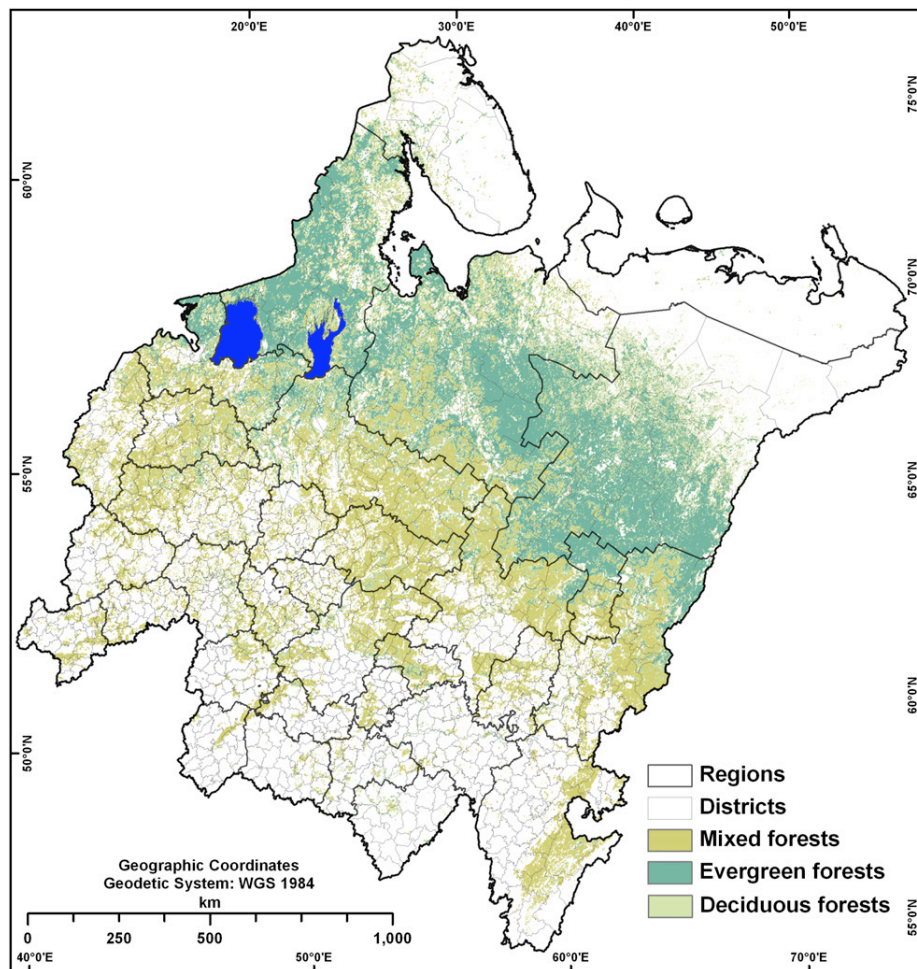 20°0'E 30°0'E 40°0'E 50°0'E
75°0'N
60°0'N
70°0'N
55°0'N
65°0'N
60°0'N
50°0'N
Regions
Districts
Mixed forests
Evergreen forests
Deciduous forests
Geographic Coordinates
Geodetic System: WGS 1984
km
0 250 500 1,000
55°0'N
40°0'E 50°0'E 60°0'E 70°0'E